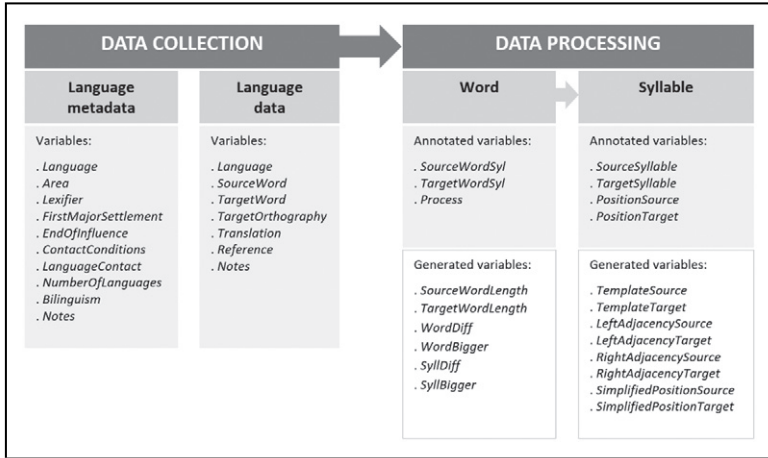 DATA COLLECTION
DATA PROCESSING
Language
metadata
Language
data
Word
Syllable
Variables:
. Language
. Area
. Lexifier
. FirstMajorSettlement
. EndOfInfluence
. ContactConditions
. LanguageContact
. NumberOfLanguages
. Bilinguism
. Notes
Variables:
. Language
. SourceWord
. TargetWord
. TargetOrthography
. Translation
. Reference
. Notes
Annotated variables:
. SourceWordSyl
. TargetWordSyl
. Process
Generated variables:
. SourceWordLength
. TargetWordLength
. WordDiff
. WordBigger
. SyllDiff
. SyllBigger
Annotated variables:
. SourceSyllable
. TargetSyllable
. PositionSource
. PositionTarget
Generated variables:
. TemplateSource
. TemplateTarget
. LeftAdjacencySource
. LeftAdjacencyTarget
. RightAdjacencySource
. RightAdjacencyTarget
. SimplifiedPositionSource
. SimplifiedPositionTarget